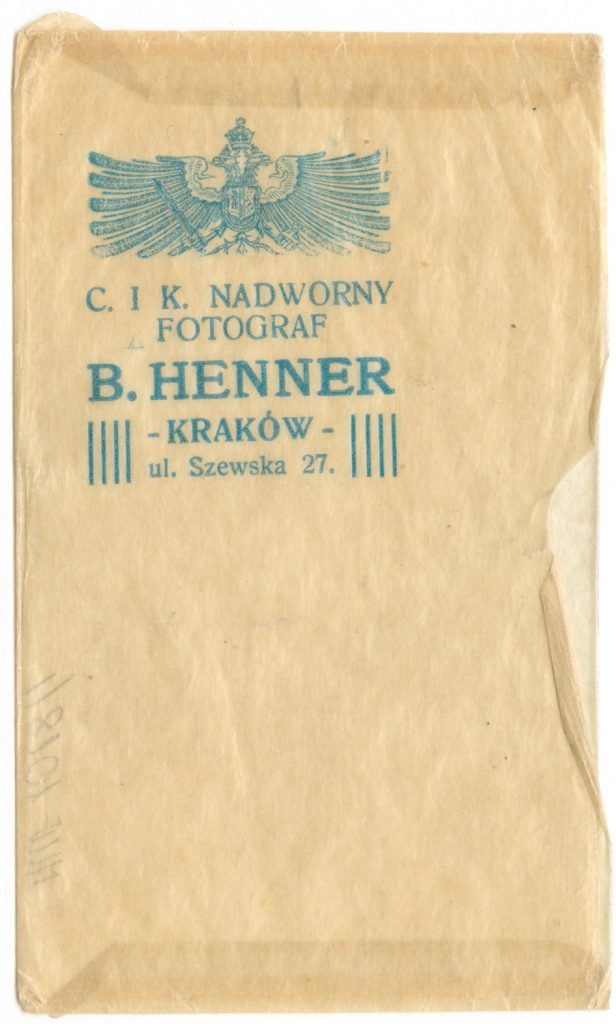 C. I K. NADWORNY
FOTOGRAF
B. HENNER
- KRAKÓW -
ul. Szewska 27.